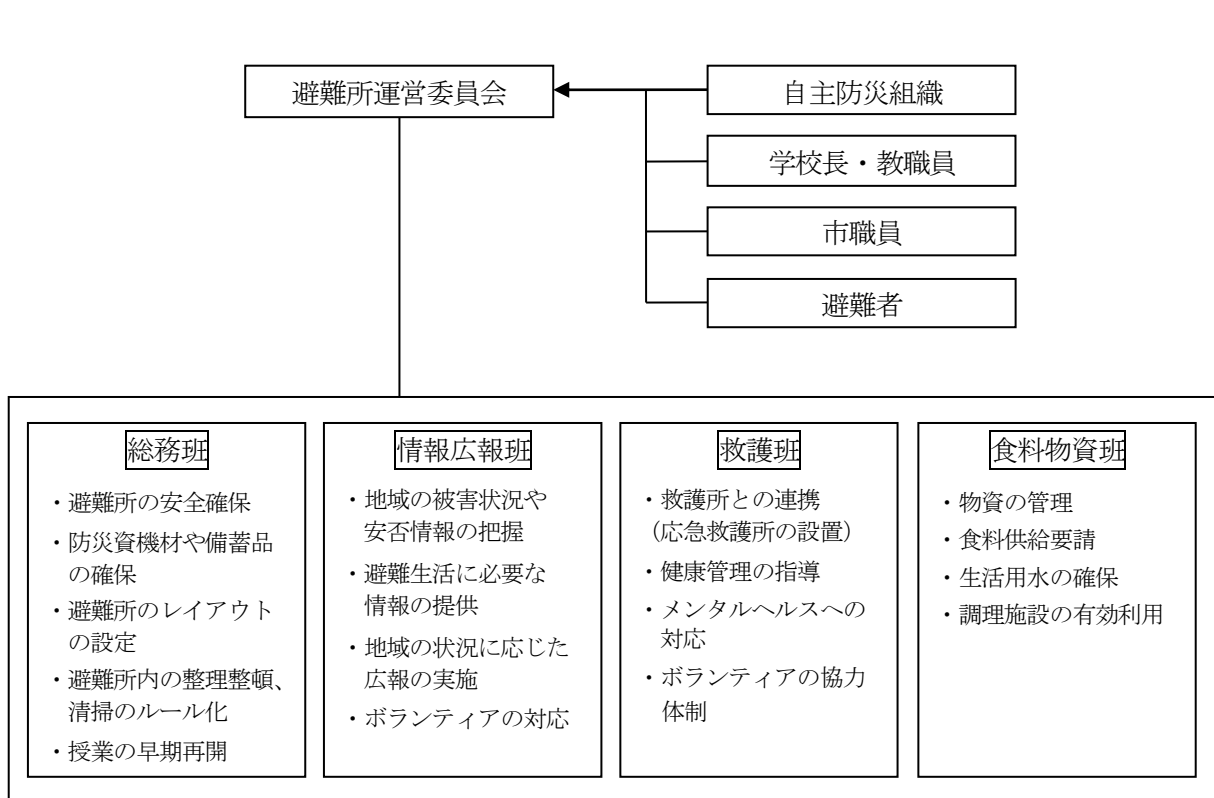 避難所運営委員会
自主防災組織
学校長・教職員
市職員
避難者
総務班
・避難所の安全確保
・防災資機材や備蓄品
の確保
・避難所のレイアウト
の設定
・避難所内の整理整頓、
清掃のルール化
・授業の早期再開
情報広報班
・地域の被害状況や
安否情報の把握
・避難生活に必要な
情報の提供
・地域の状況に応じた
広報の実施
・ボランティアの対応
救護班
・救護所との連携
（応急救護所の設置）
・健康管理の指導
・メンタルヘルスへの
対応
・ボランティアの協力
体制
食料物資班
・物資の管理
・食料供給要請
・生活用水の確保
・調理施設の有効利用